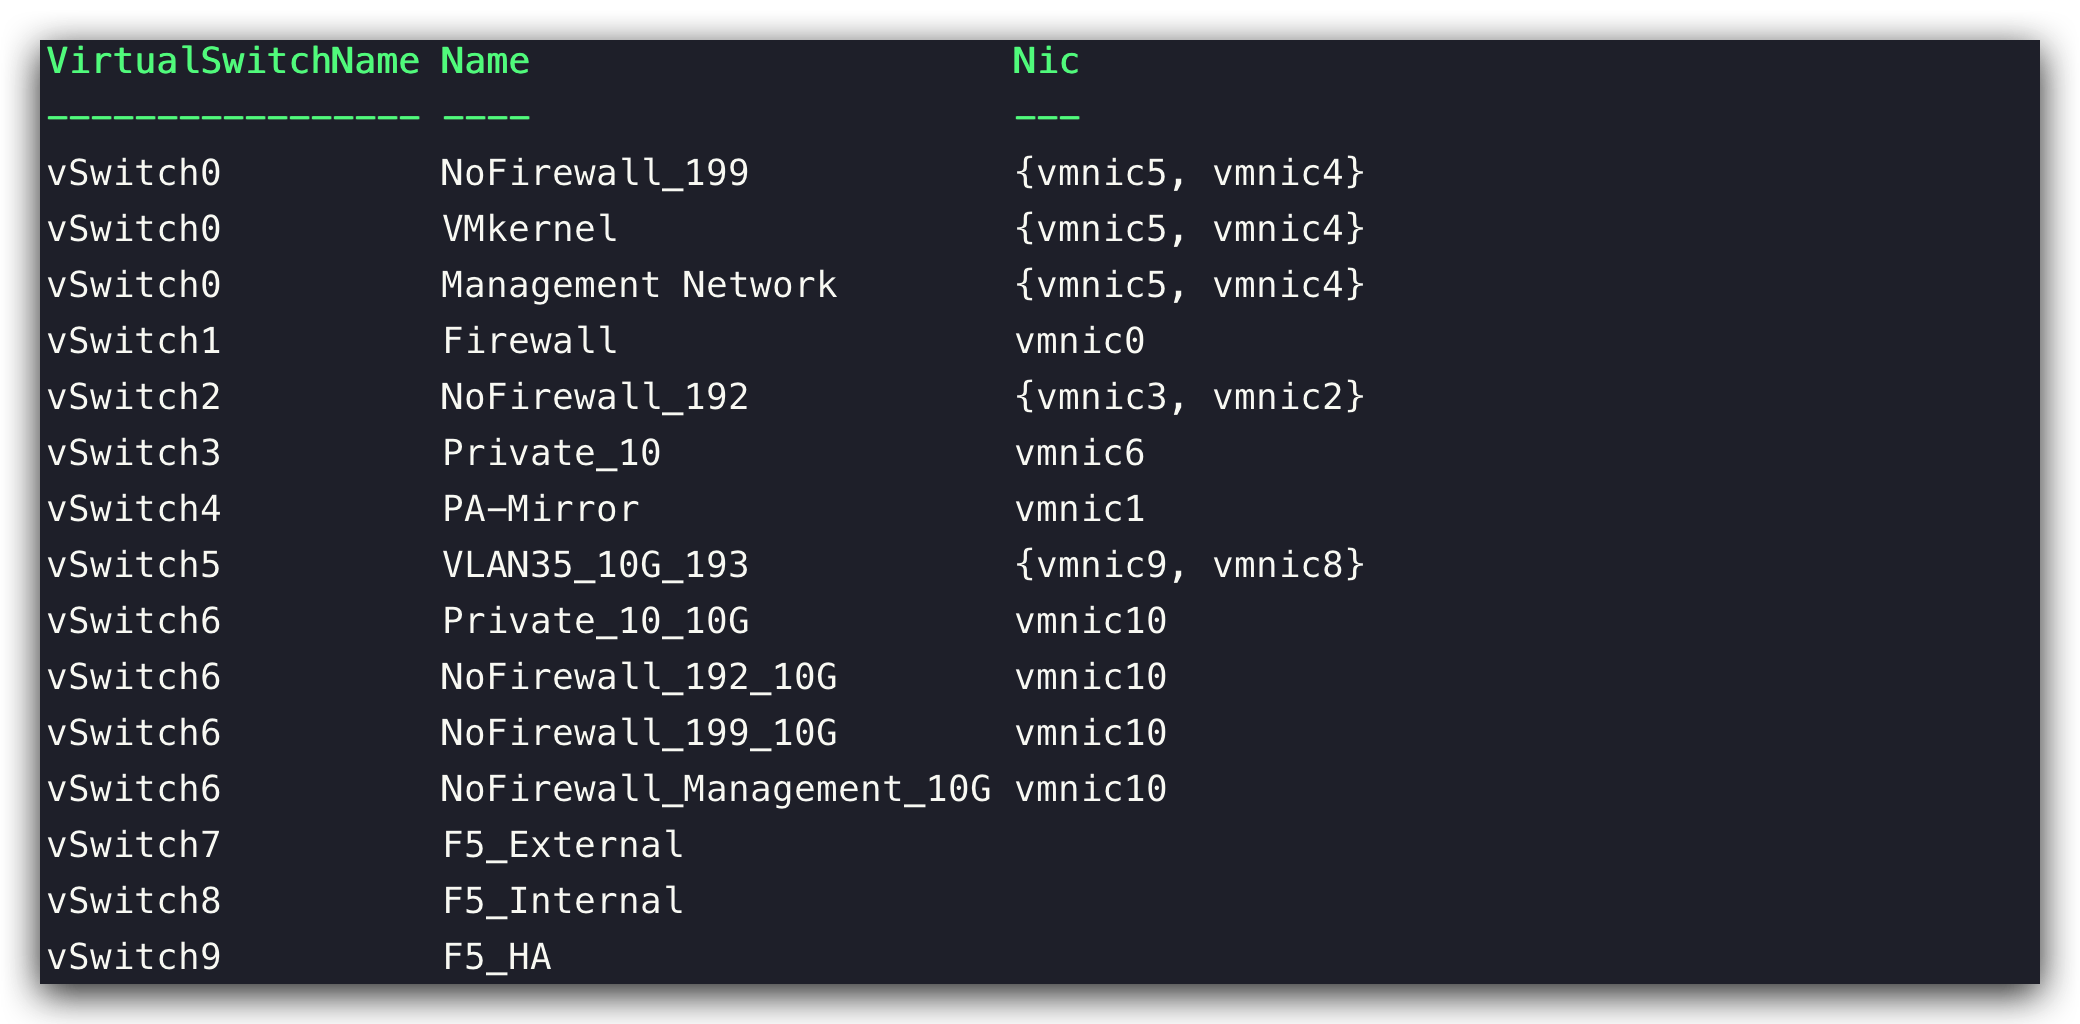 VirtualSwitchName Name                      Nic
----------------- ----                      ---
vSwitch0          NoFirewall_199            {vmnic5, vmnic4}
vSwitch0          VMkernel                  {vmnic5, vmnic4}
vSwitch0          Management Network        {vmnic5, vmnic4}
vSwitch1          Firewall                  vmnic0
vSwitch2          NoFirewall_192            {vmnic3, vmnic2}
vSwitch3          Private_10                vmnic6
vSwitch4          PA-Mirror                 vmnic1
vSwitch5          VLAN35_10G_193            {vmnic9, vmnic8}
vSwitch6          Private_10_10G            vmnic10
vSwitch6          NoFirewall_192_10G        vmnic10
vSwitch6          NoFirewall_199_10G        vmnic10
vSwitch6          NoFirewall_Management_10G vmnic10
vSwitch7          F5_External
vSwitch8          F5_Internal
vSwitch9          F5_HA